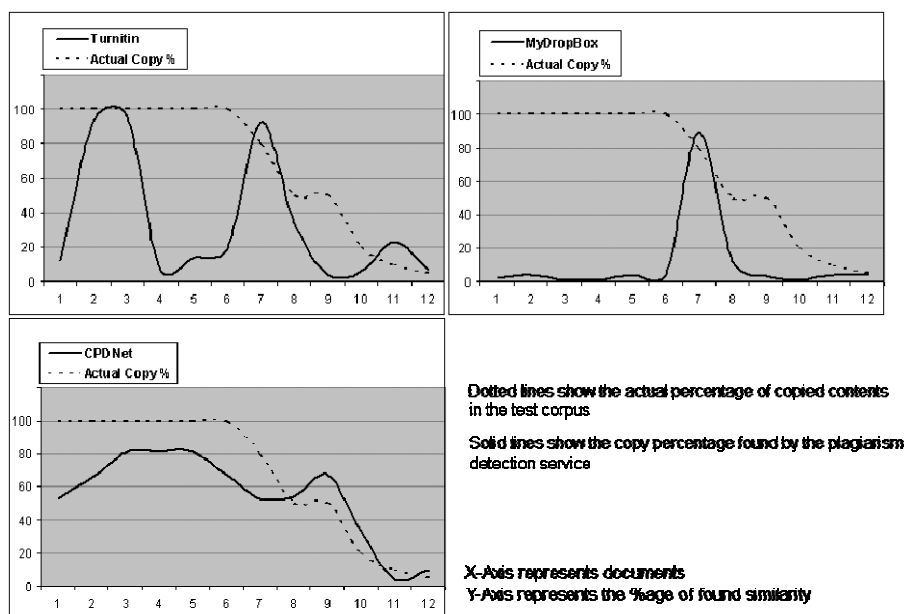 Turnitin
Actual Copy %
100
80
60
40
20
0
1 2 3 4 5 6 7 8 9 10 11 12
MyDropBox
Actual Copy %
100
80
60
40
20
0
1 2 3 4 5 6 7 8 9 10 11 12
CPDNet
Actual Copy %
100
80
60
40
20
0
1 2 3 4 5 6 7 8 9 10 11 12
Dotted lines show the actual percentage of copied contents
in the test corpus
Solid lines show the copy percentage found by the plagiarism
detection service
X-Axis represents documents
Y-Axis represents the %age of found similarity